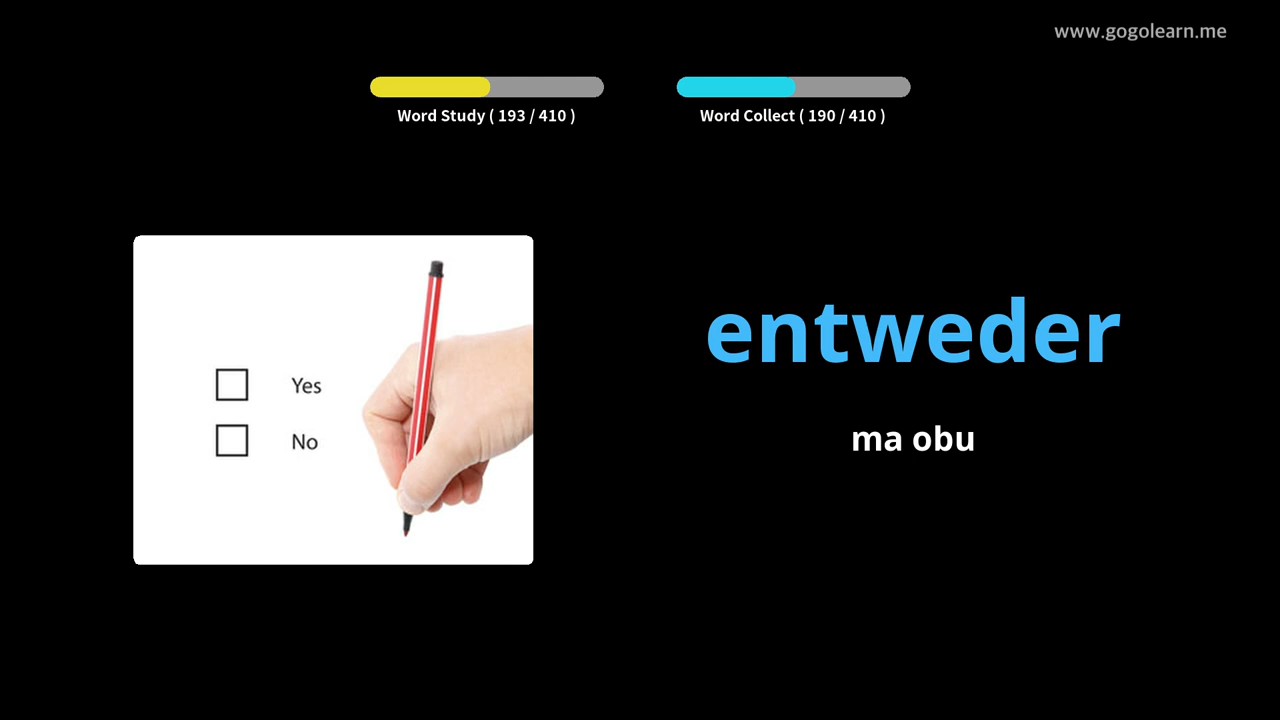 www.gogolearn.me
Word Study ( 193 / 410 )
Word Collect ( 190 / 410 )
Yes
No
entweder
ma obu